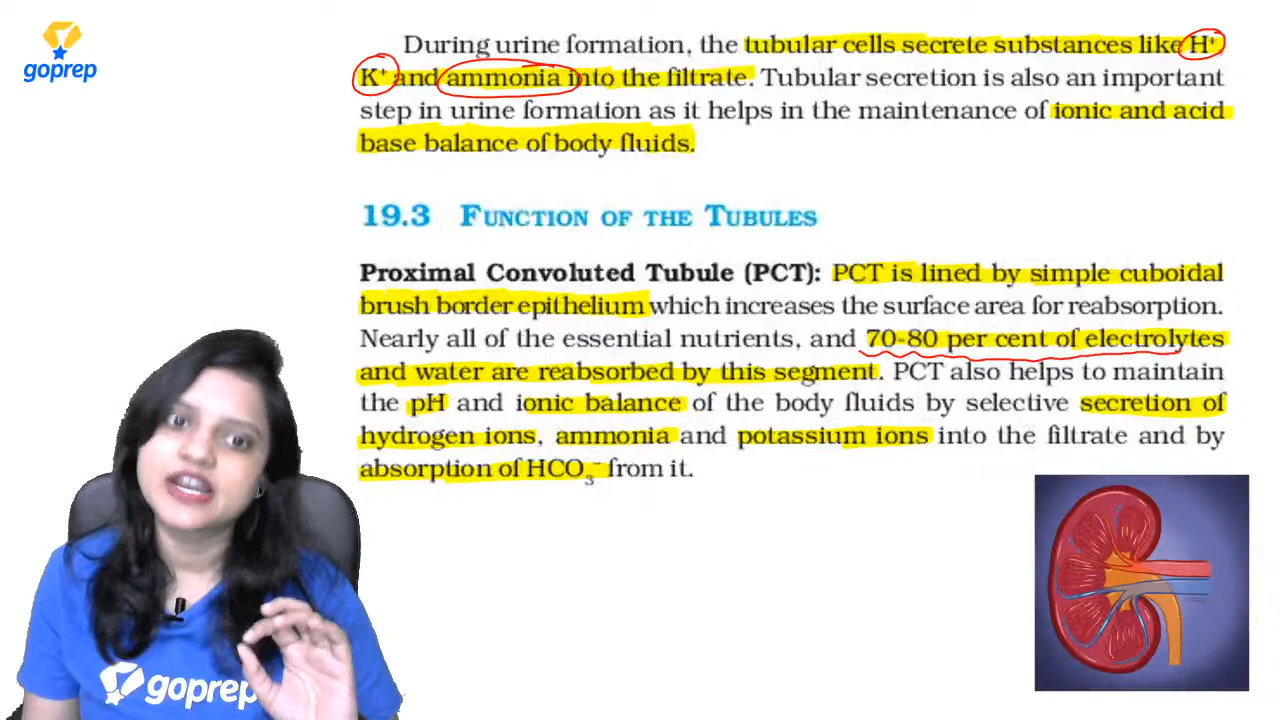 goprep
During urine formation, the tubular cells secrete substances like H⁺,
K⁺ and ammonia into the filtrate. Tubular secretion is also an important
step in urine formation as it helps in the maintenance of ionic and acid
base balance of body fluids.
19.3 FUNCTION OF THE TUBULES
Proximal Convoluted Tubule (PCT): PCT is lined by simple cuboidal
brush border epithelium which increases the surface area for reabsorption.
Nearly all of the essential nutrients, and 70-80 per cent of electrolytes
and water are reabsorbed by this segment. PCT also helps to maintain
the pH and ionic balance of the body fluids by selective secretion of
hydrogen ions, ammonia and potassium ions into the filtrate and by
absorption of HCO₃⁻ from it.
goprep